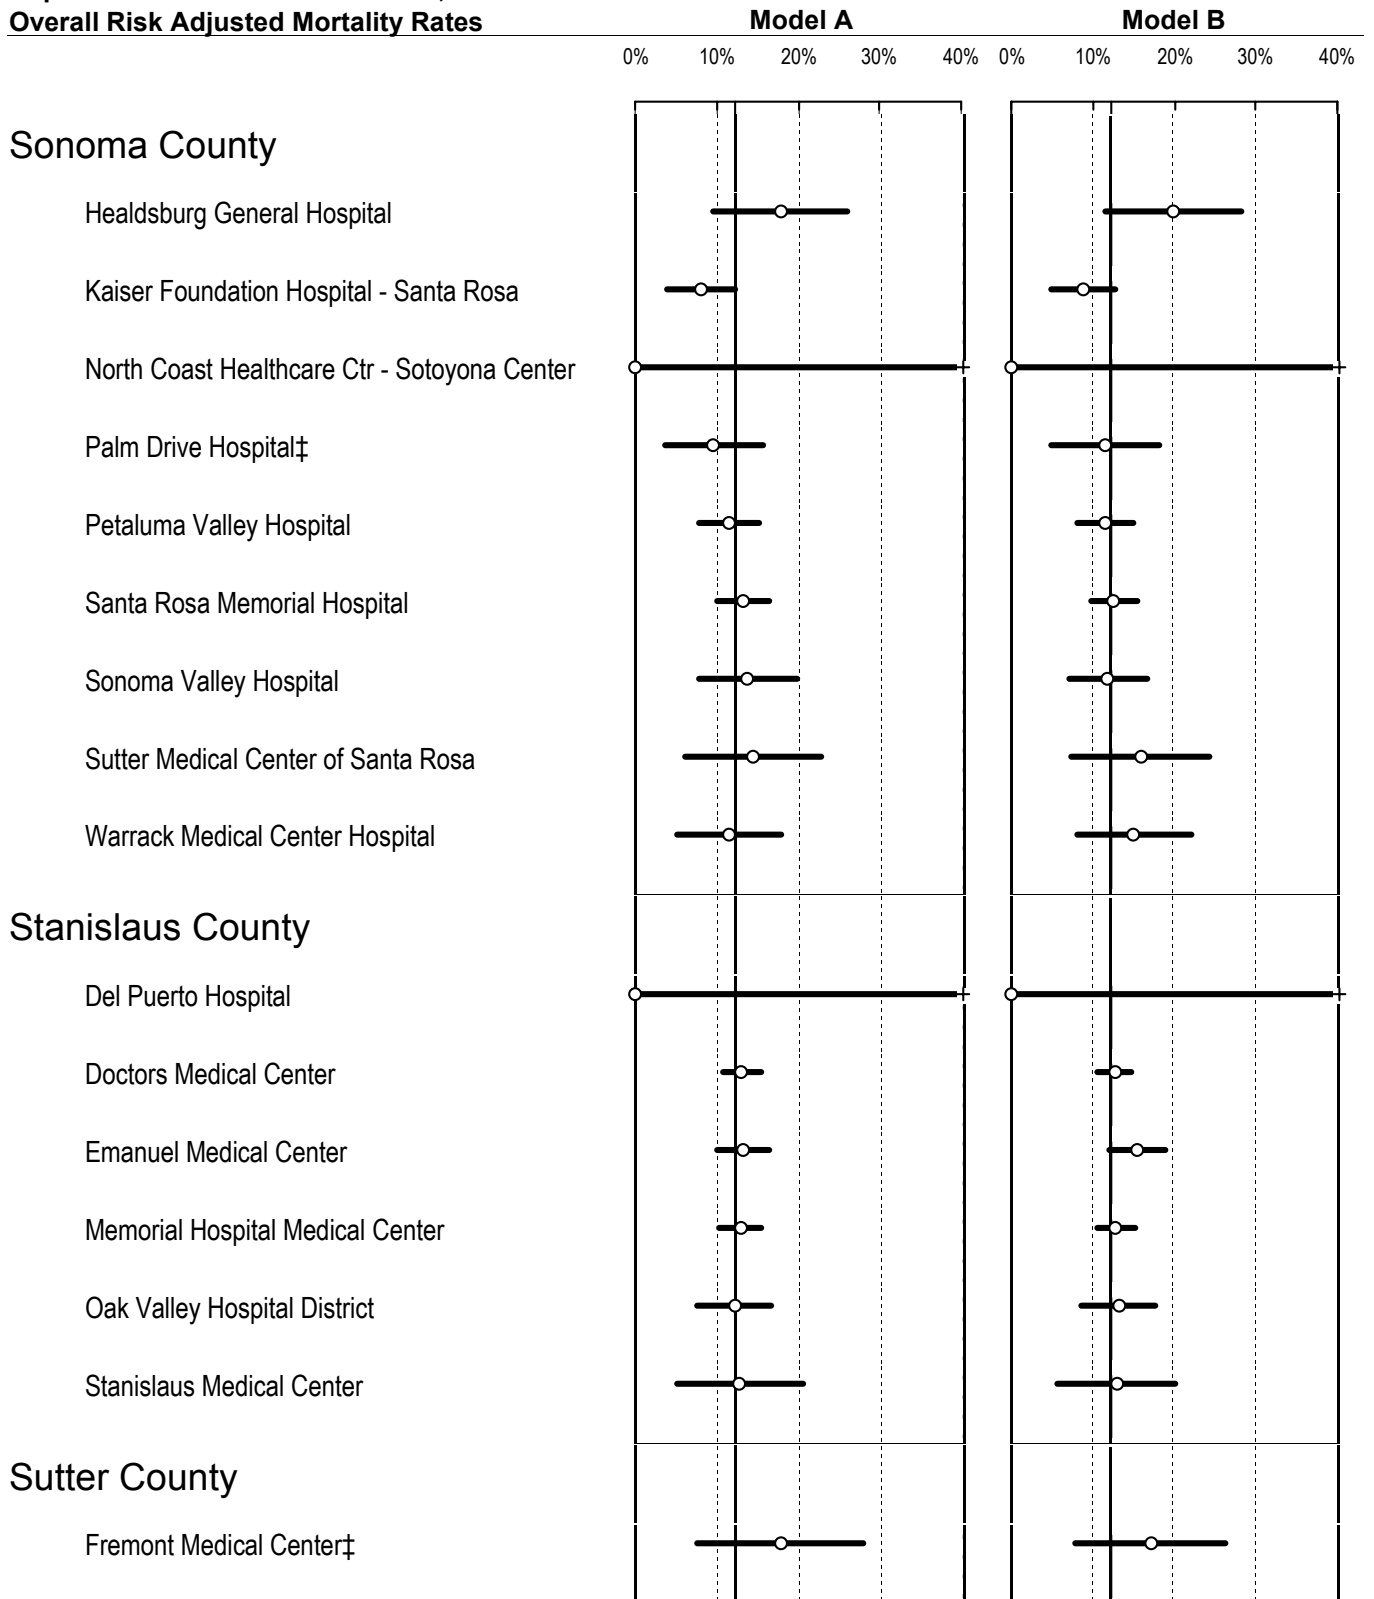 Overall Risk Adjusted Mortality Rates Model A Model B
0% 10% 20% 30% 40% 0% 10% 20% 30% 40%
Sonoma County
Healdsburg General Hospital
Kaiser Foundation Hospital - Santa Rosa
North Coast Healthcare Ctr - Sotoyona Center
Palm Drive Hospital‡
Petaluma Valley Hospital
Santa Rosa Memorial Hospital
Sonoma Valley Hospital
Sutter Medical Center of Santa Rosa
Warrack Medical Center Hospital
Stanislaus County
Del Puerto Hospital
Doctors Medical Center
Emanuel Medical Center
Memorial Hospital Medical Center
Oak Valley Hospital District
Stanislaus Medical Center
Sutter County
Fremont Medical Center‡